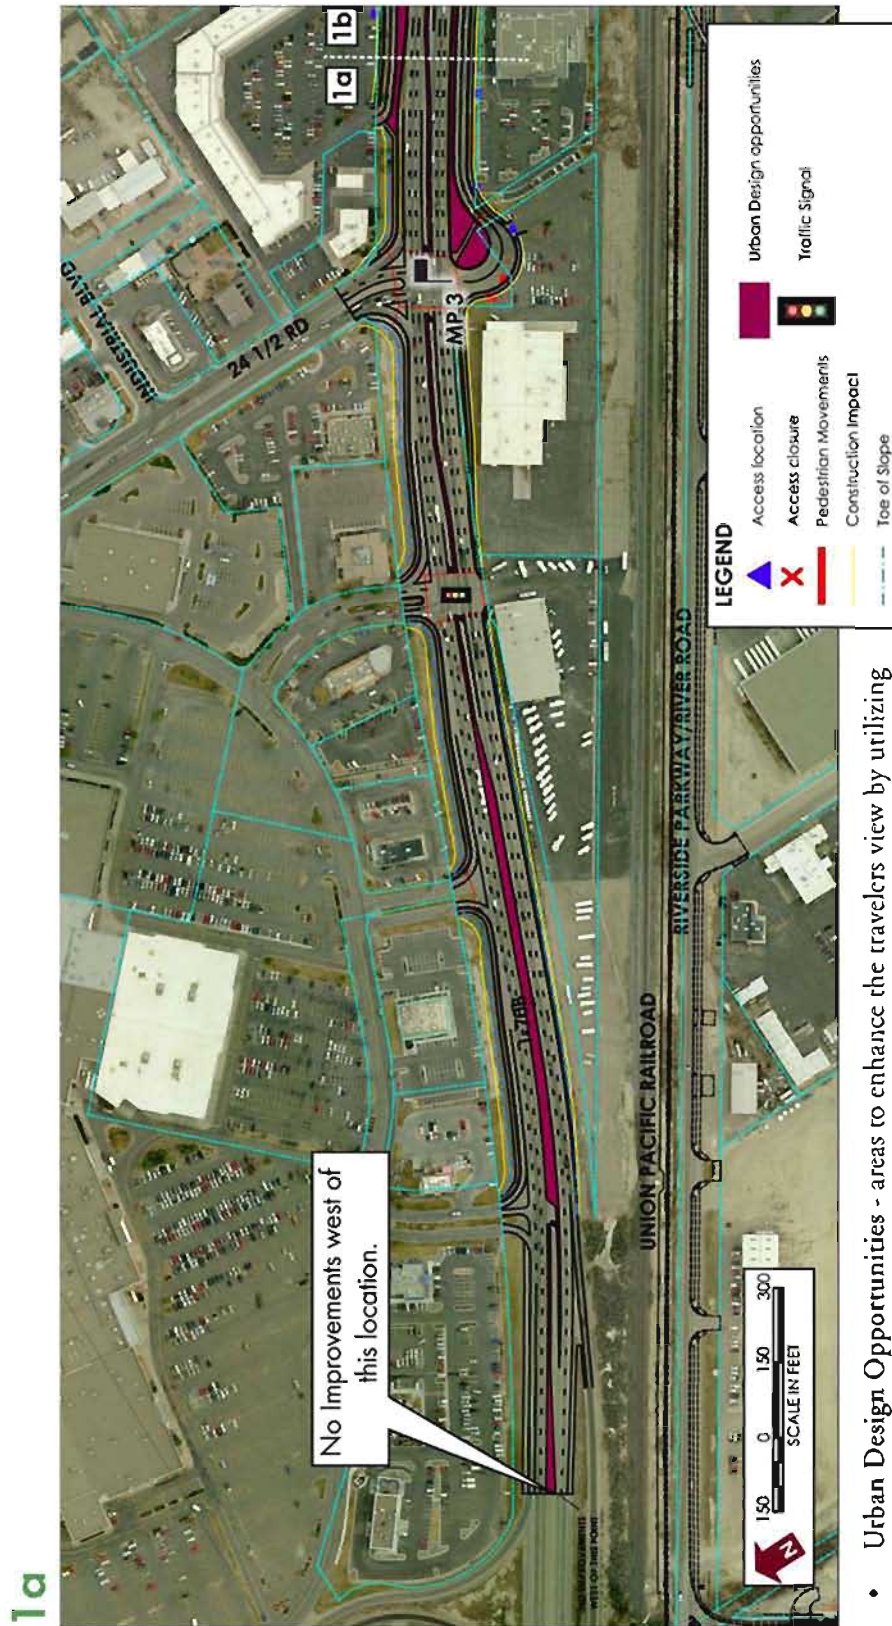 1a
INDUSTRIAL BLVD
24 1/2 RD
1a
1b
MP 3
No Improvements west of
this location.
UNION PACIFIC RAILROAD
RIVERSIDE PARKWAY/RIVER ROAD
N
150 0 150 300
SCALE IN FEET
LEGEND
Access location
Access closure
Pedestrian Movements
Construction Impact
Toe of Slope
Urban Design opportunities
Traffic Signal
• Urban Design Opportunities - areas to enhance the travelers view by utilizing